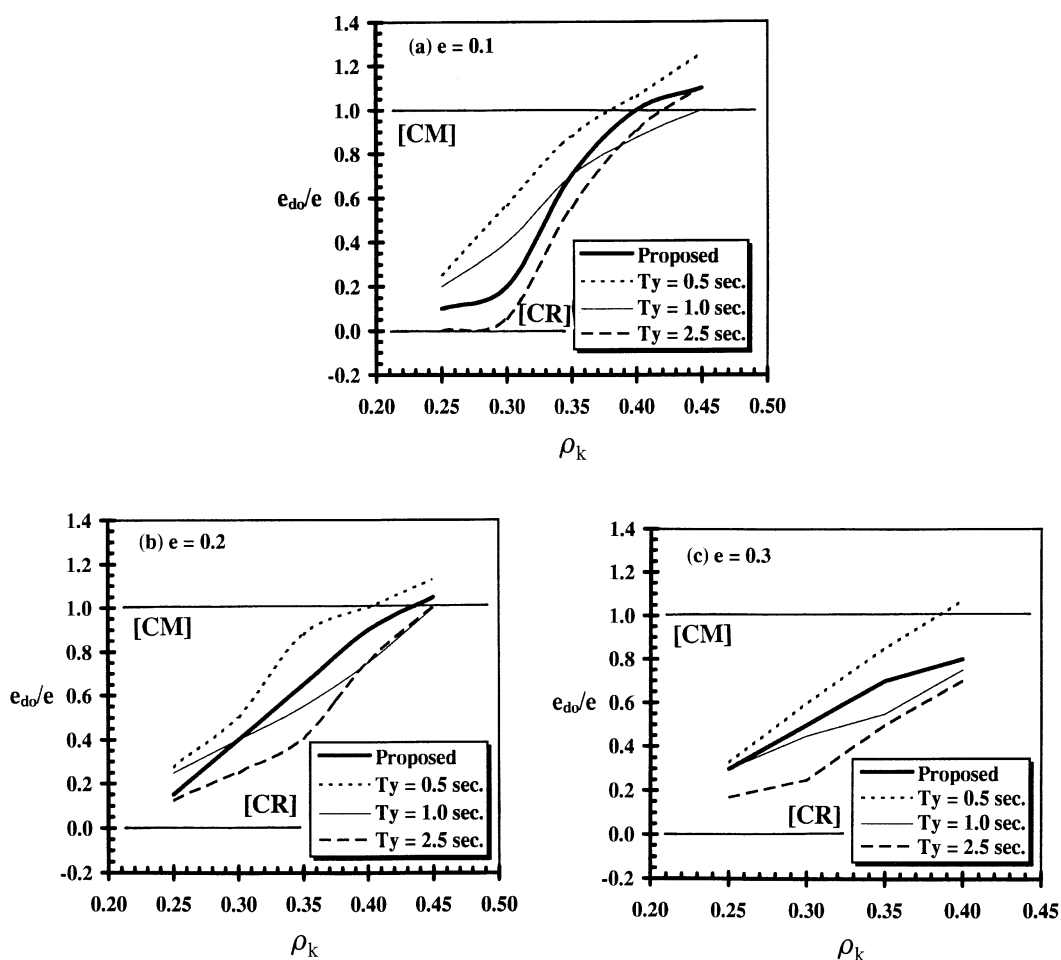 (a) e = 0.1
1.4
1.2
1.0
0.8
0.6
0.4
0.2
0.0
-0.2
e_do/e
[CM]
[CR]
Proposed
Ty = 0.5 sec.
Ty = 1.0 sec.
Ty = 2.5 sec.
0.20 0.25 0.30 0.35 0.40 0.45 0.50
ρ_k
(b) e = 0.2
1.4
1.2
1.0
0.8
0.6
0.4
0.2
0.0
-0.2
e_do/e
[CM]
[CR]
Proposed
Ty = 0.5 sec.
Ty = 1.0 sec.
Ty = 2.5 sec.
0.20 0.25 0.30 0.35 0.40 0.45 0.50
ρ_k
(c) e = 0.3
1.4
1.2
1.0
0.8
0.6
0.4
0.2
0.0
-0.2
e_do/e
[CM]
[CR]
Proposed
Ty = 0.5 sec.
Ty = 1.0 sec.
Ty = 2.5 sec.
0.20 0.25 0.30 0.35 0.40 0.45
ρ_k